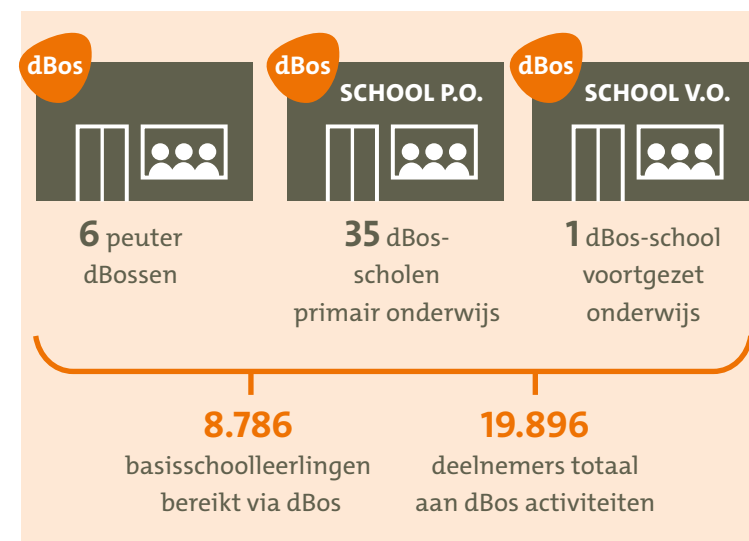 dBos
dBos
SCHOOL P.O.
dBos
SCHOOL V.O.
6 peuter
dBossen
35 dBos-
scholen
primair onderwijs
1 dBos-school
voortgezet
onderwijs
8.786
basisschoolleerlingen
bereikt via dBos
19.896
deelnemers totaal
aan dBos activiteiten